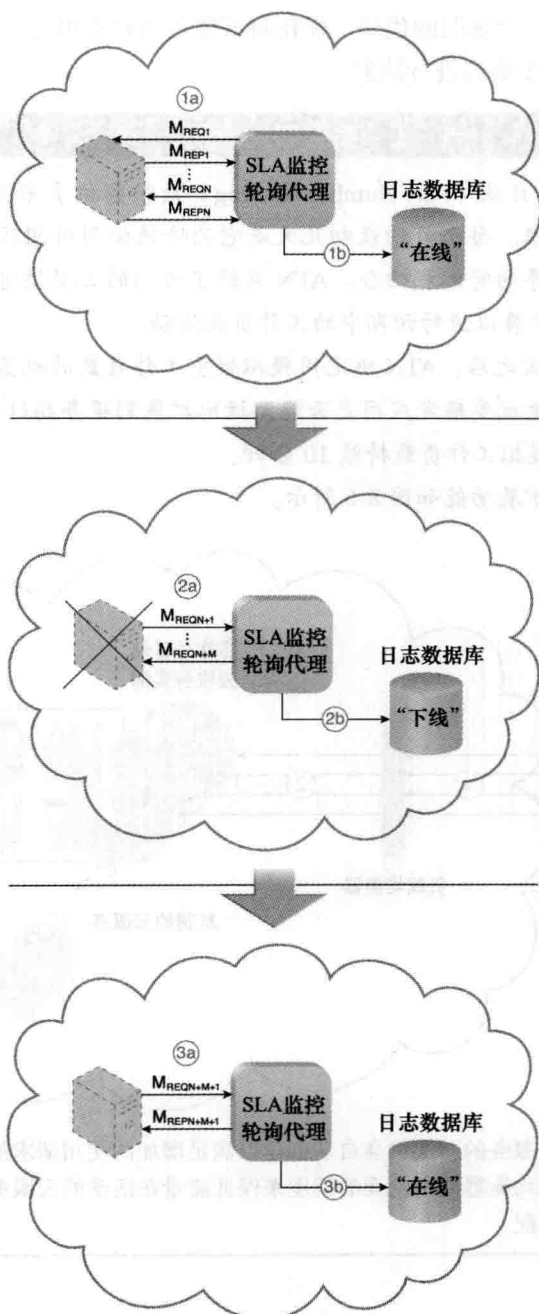 1a
MREQ1
MREP1
⋮
MREQN
MREPN
SLA监控
轮询代理
日志数据库
1b
“在线”
2a
MREQN+1
⋮
MREQN+M
SLA监控
轮询代理
日志数据库
2b
“下线”
3a
MREQN+M+1
MREPN+M+1
SLA监控
轮询代理
日志数据库
3b
“在线”